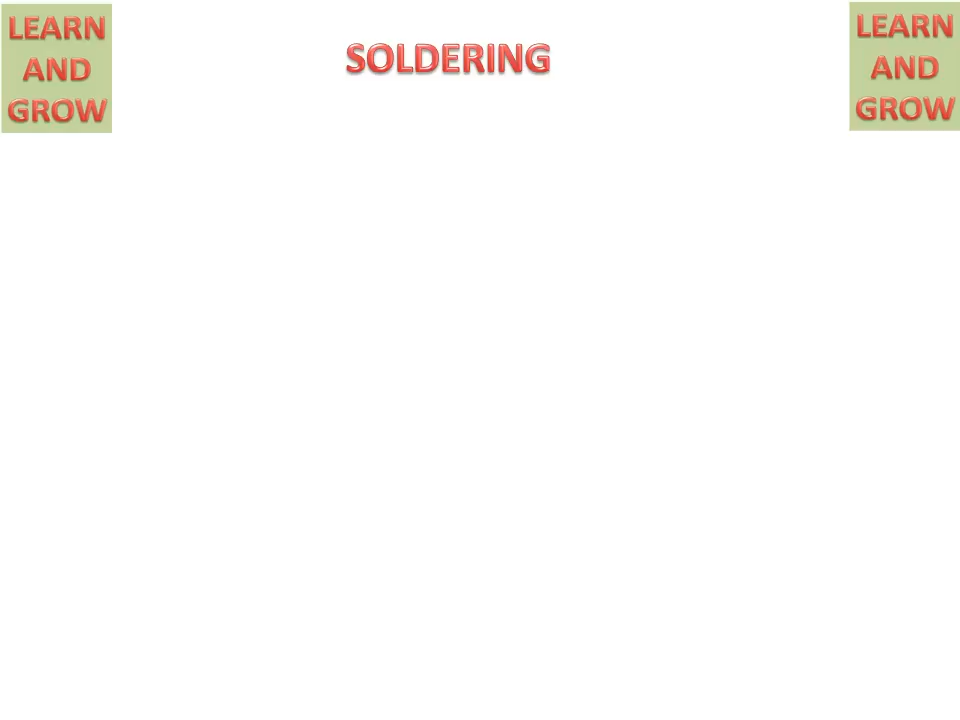 LEARN
AND
GROW
SOLDERING
LEARN
AND
GROW